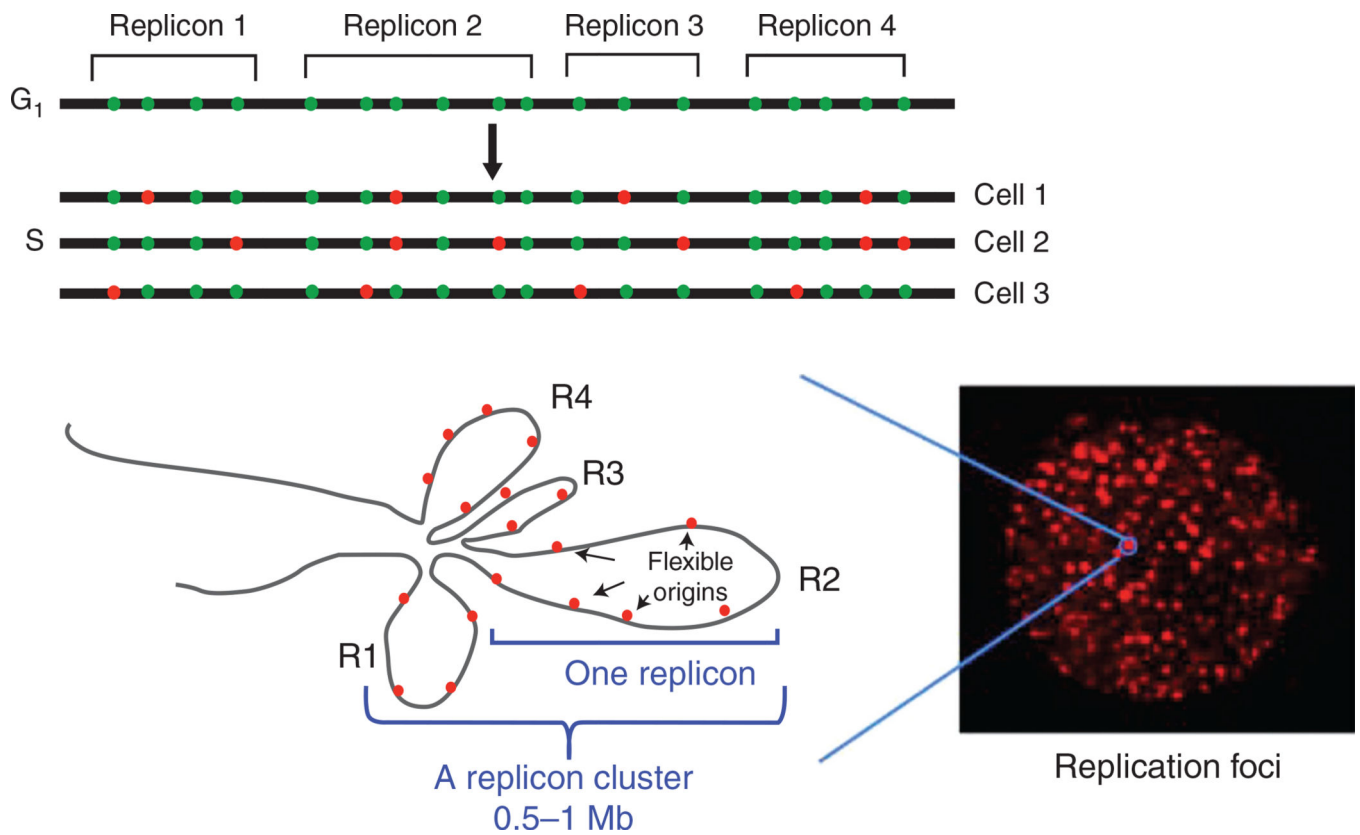 Replicon 1
Replicon 2
Replicon 3
Replicon 4
G1
Cell 1
S
Cell 2
Cell 3
R4
R3
Flexible
origins
R2
R1
One replicon
A replicon cluster
0.5–1 Mb
Replication foci